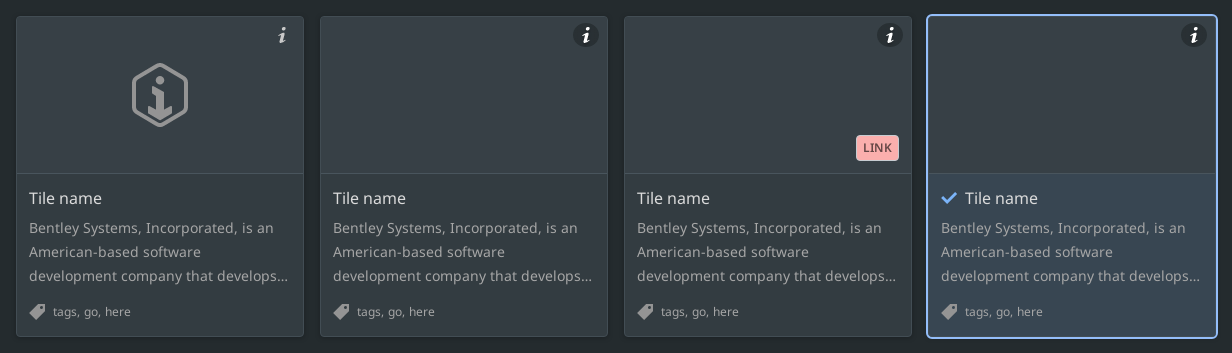 LINK
Tile name
Bentley Systems, Incorporated, is an
American-based software
development company that develops...
tags, go, here
Tile name
Bentley Systems, Incorporated, is an
American-based software
development company that develops...
tags, go, here
Tile name
Bentley Systems, Incorporated, is an
American-based software
development company that develops...
tags, go, here
Tile name
Bentley Systems, Incorporated, is an
American-based software
development company that develops...
tags, go, here